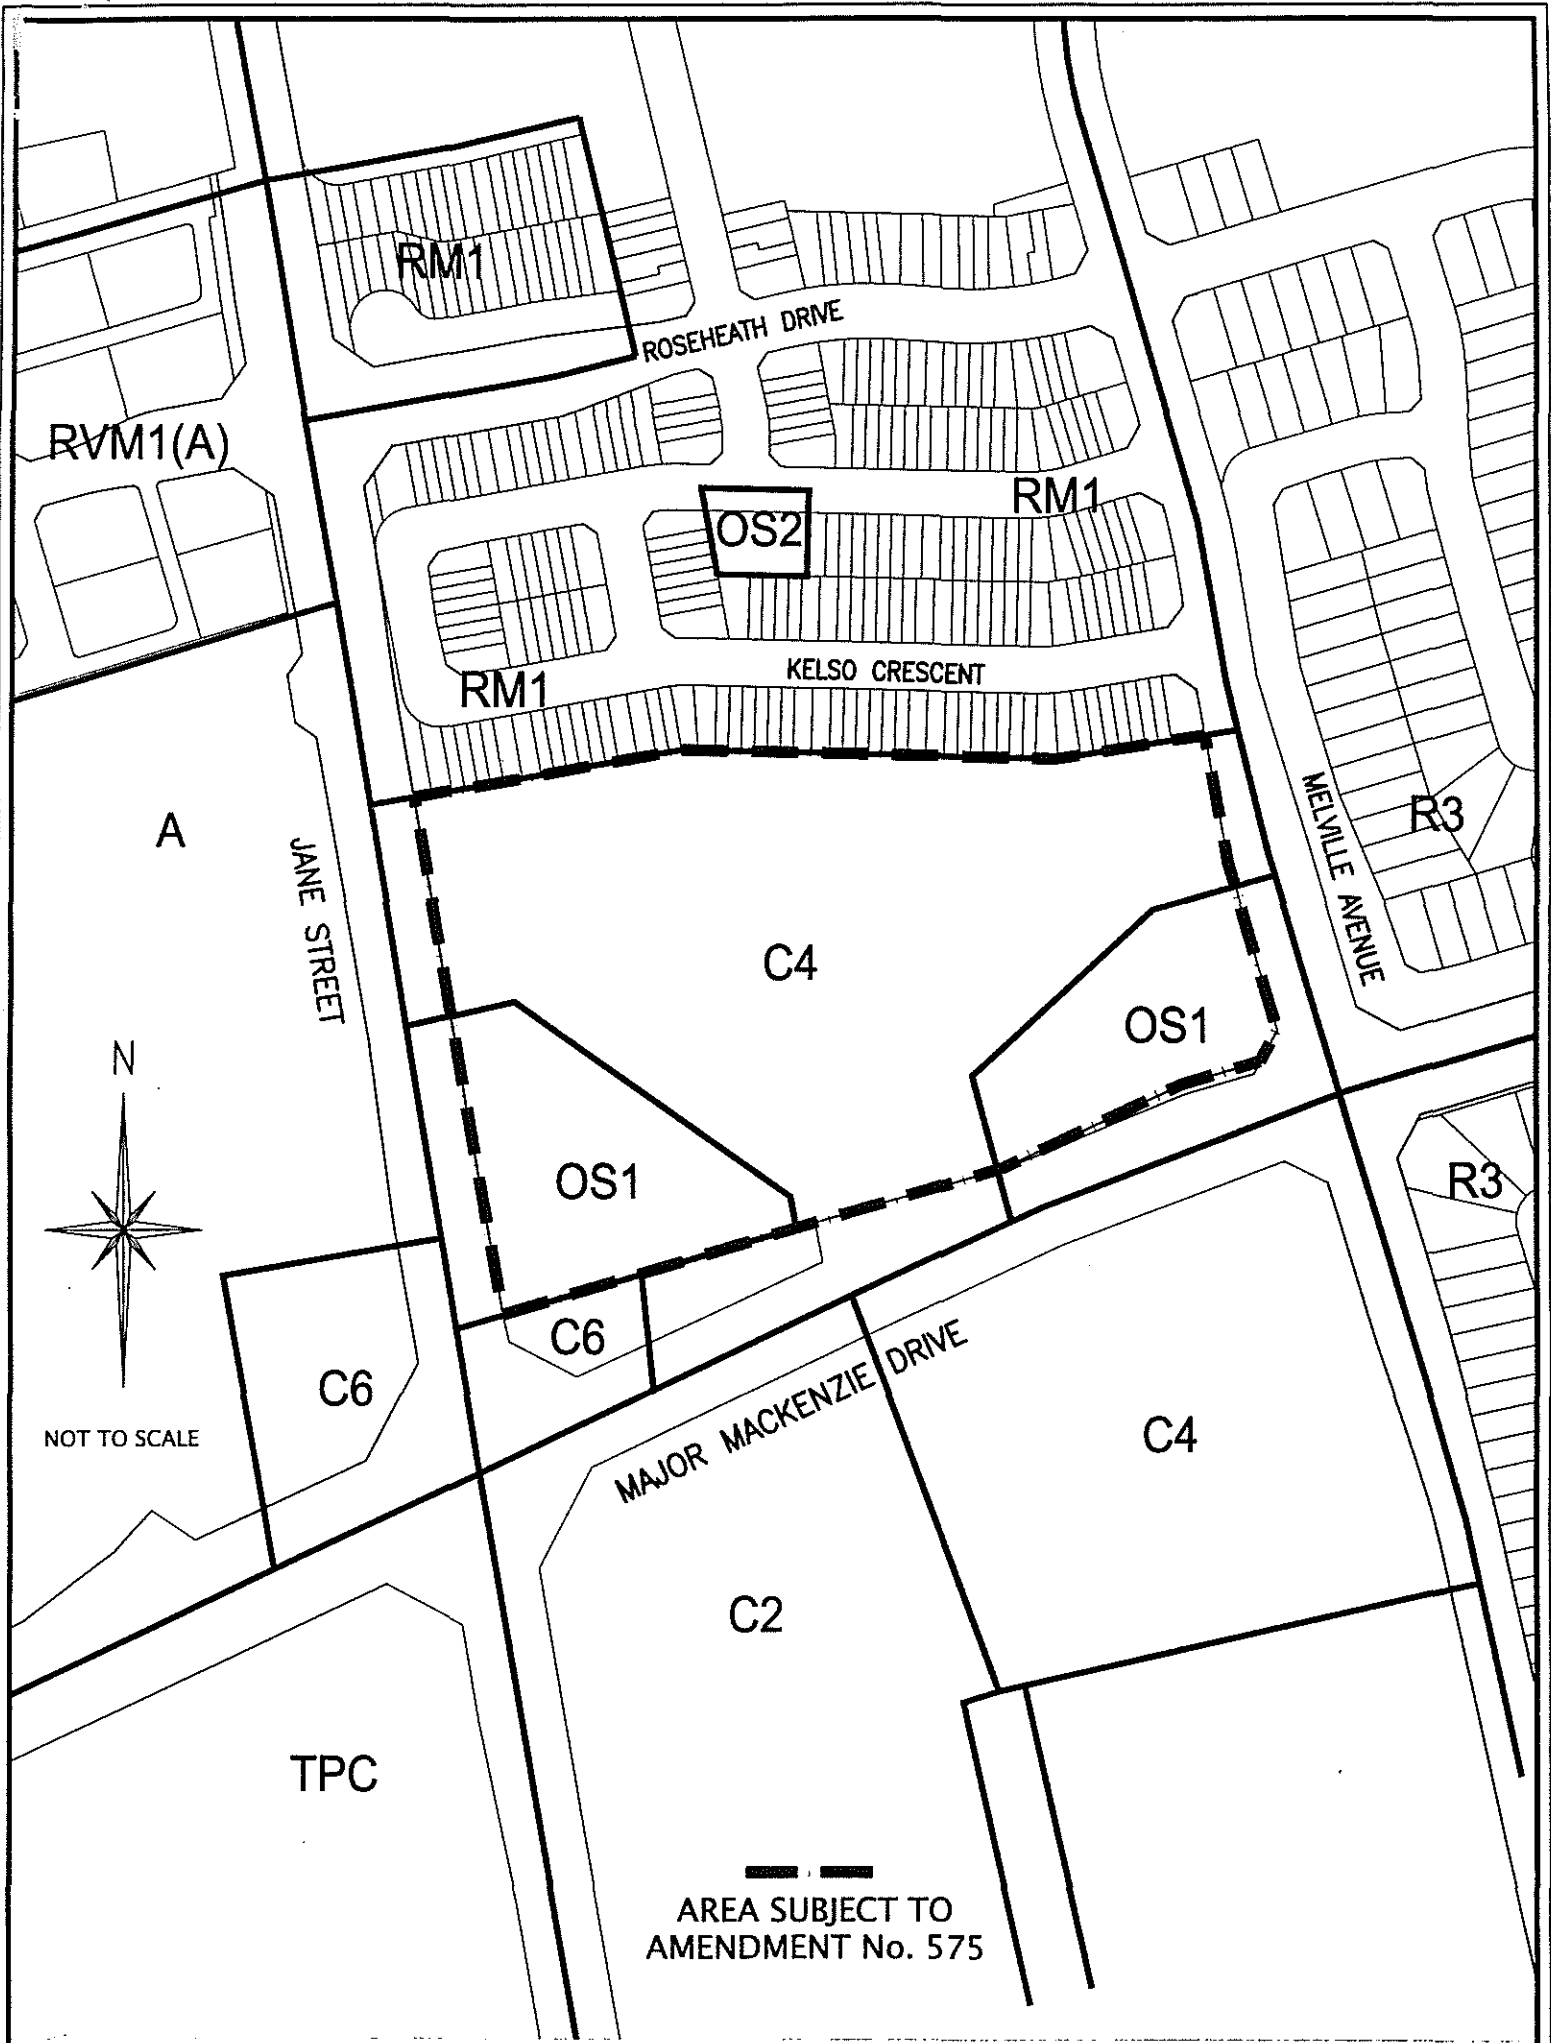 RM1
ROSEHEATH DRIVE
RVM1(A)
RM1
OS2
KELSO CRESCENT
RM1
A
JANE STREET
MELVILLE AVENUE
R3
C4
OS1
N
OS1
R3
C6
C6
NOT TO SCALE
MAJOR MACKENZIE DRIVE
C4
C2
TPC
AREA SUBJECT TO
AMENDMENT No. 575